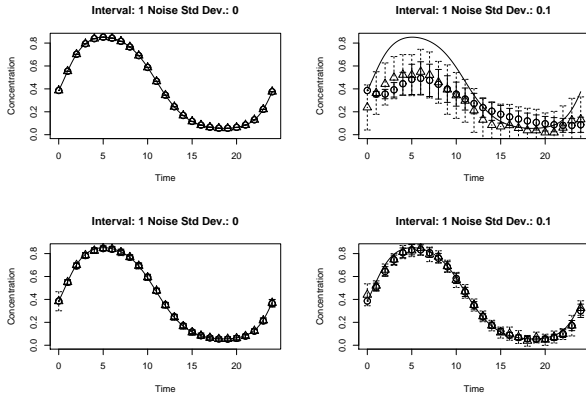 Interval: 1 Noise Std Dev.: 0
Concentration
0.0 0.2 0.4 0.6 0.8
0 5 10 15 20
Time
Interval: 1 Noise Std Dev.: 0.1
Concentration
0.0 0.2 0.4 0.6 0.8
0 5 10 15 20
Time
Interval: 1 Noise Std Dev.: 0
Concentration
0.0 0.2 0.4 0.6 0.8
0 5 10 15 20
Time
Interval: 1 Noise Std Dev.: 0.1
Concentration
0.0 0.2 0.4 0.6 0.8
0 5 10 15 20
Time